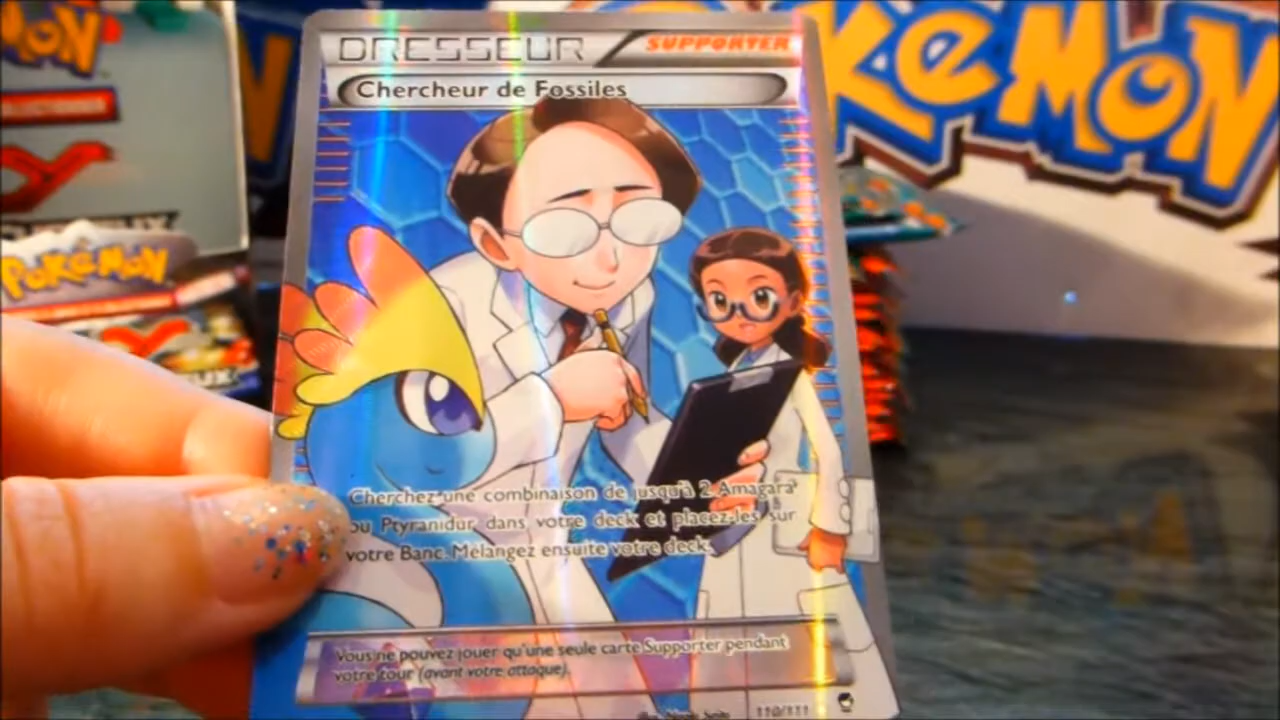 DRESSEUR SUPPORTER
Chercheur de Fossiles
Cherchez une combinaison de jusqu'à 2 Amagara
ou Ptyranidur dans votre deck et placez-les sur
votre Banc. Mélangez ensuite votre deck.
Vous ne pouvez jouer qu'une seule carte Supporter pendant
votre tour (avant votre attaque).
110/111
POKéMON
POKéMON